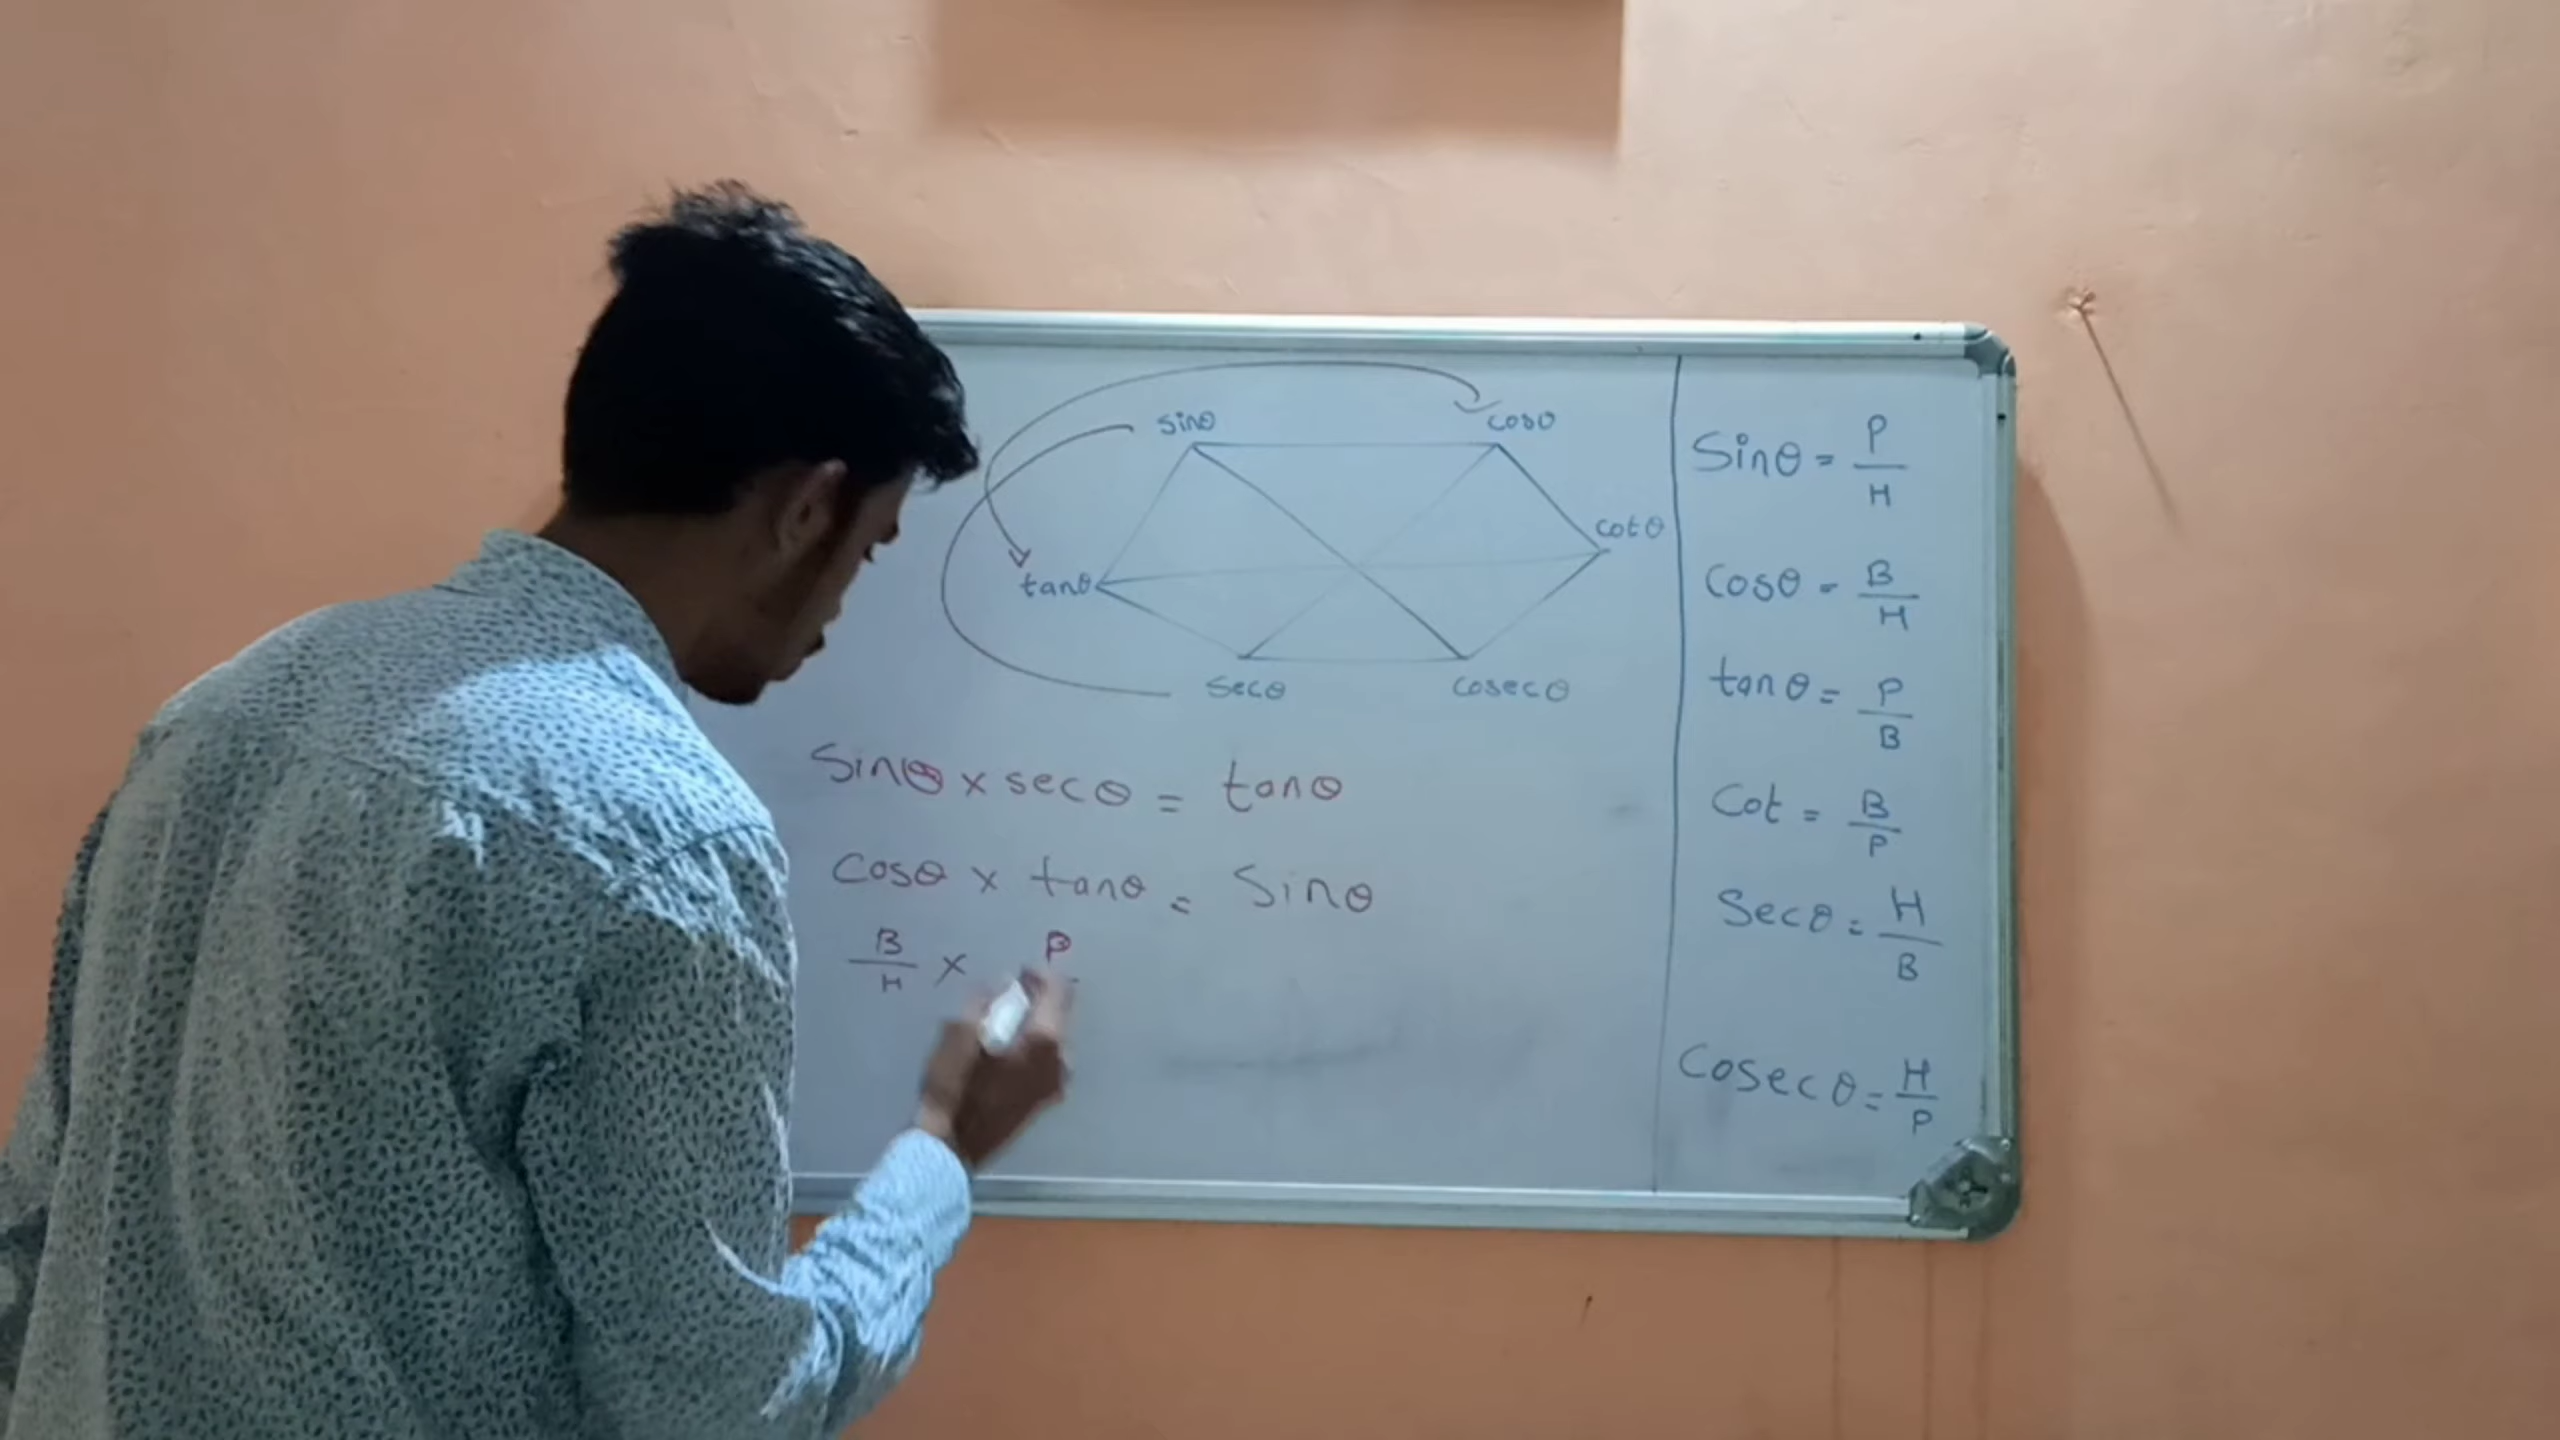 sinθ cosθ
cotθ
tanθ
secθ cosecθ
Sinθ x secθ = tanθ
cosθ x tanθ = Sinθ
B/H x P
Sinθ = P/H
Cosθ = B/H
tanθ = P/B
Cot = B/P
Secθ = H/B
Cosecθ = H/P